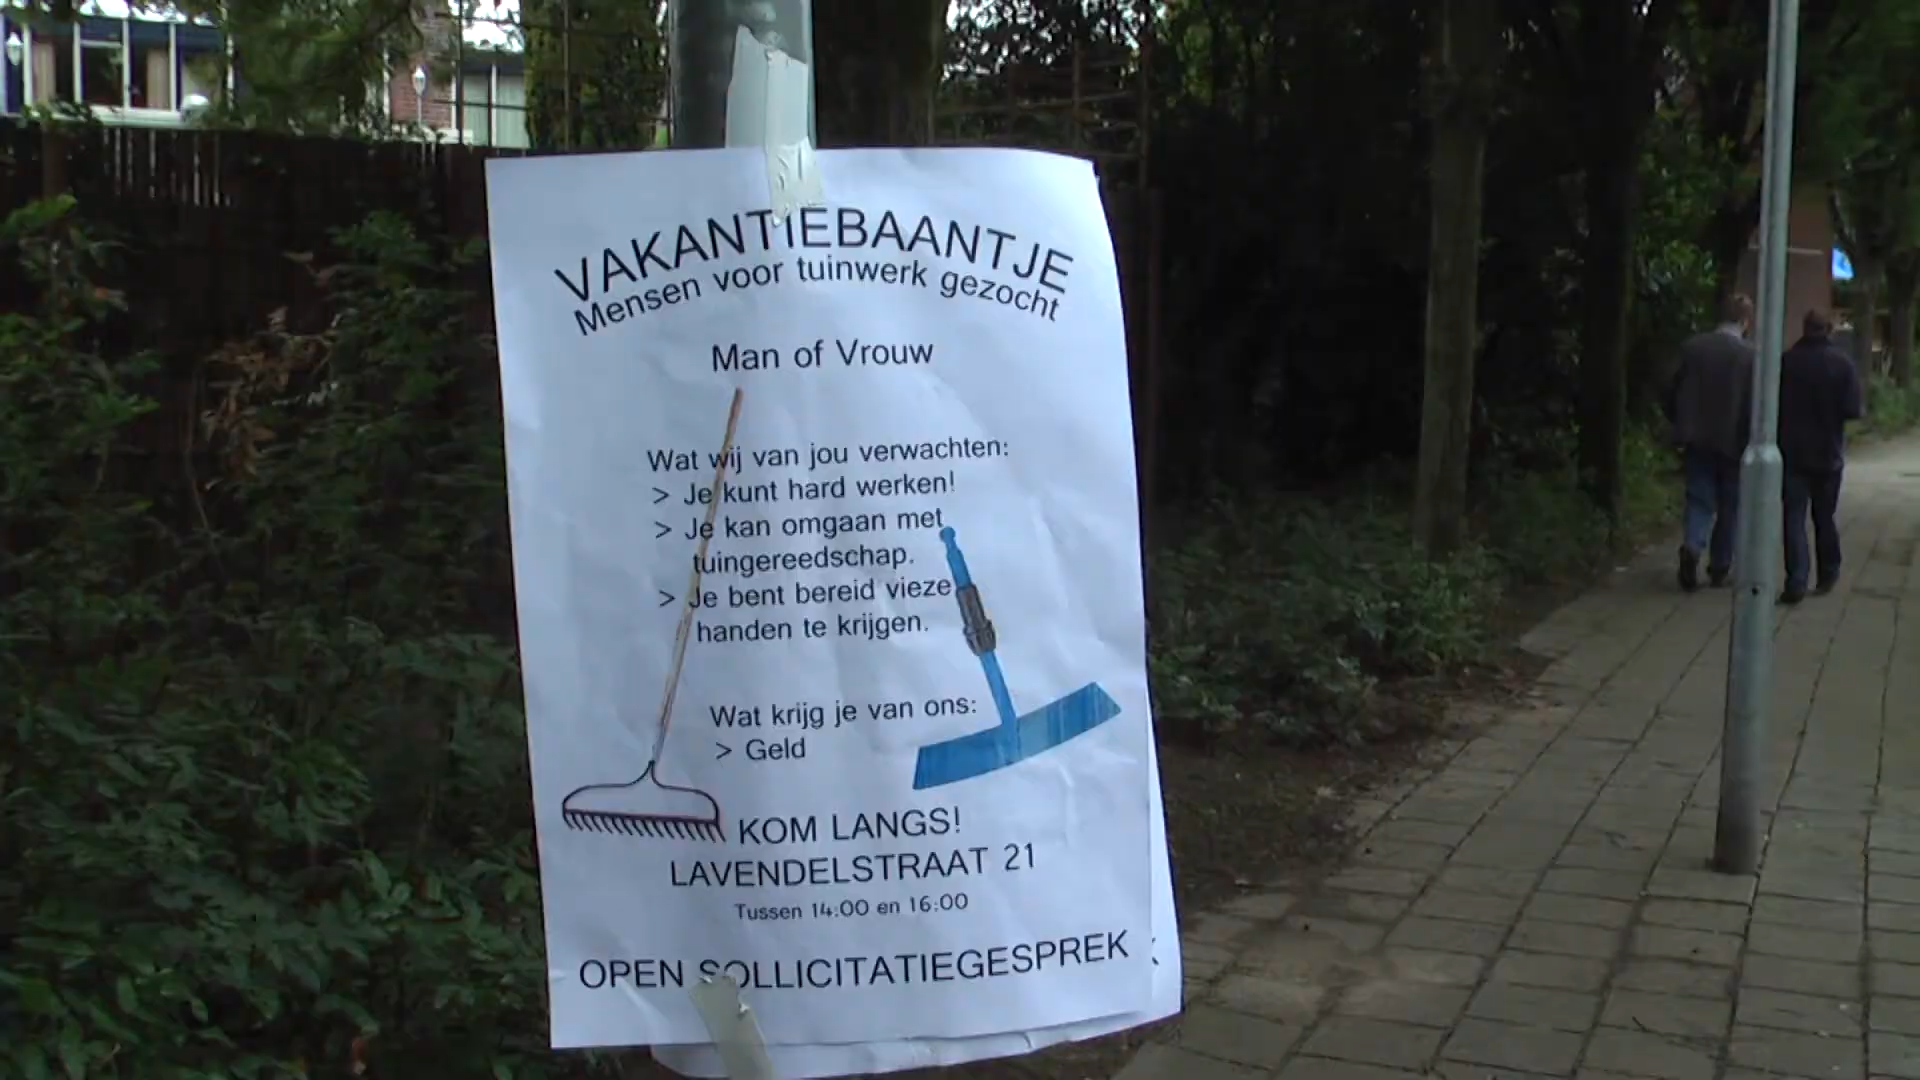 VAKANTIEBAANTJE
Mensen voor tuinwerk gezocht
Man of Vrouw
Wat wij van jou verwachten:
> Je kunt hard werken!
> Je kan omgaan met
tuingereedschap.
> Je bent bereid vieze
handen te krijgen.
Wat krijg je van ons:
> Geld
KOM LANGS!
LAVENDELSTRAAT 21
Tussen 14:00 en 16:00
OPEN SOLLICITATIEGESPREK